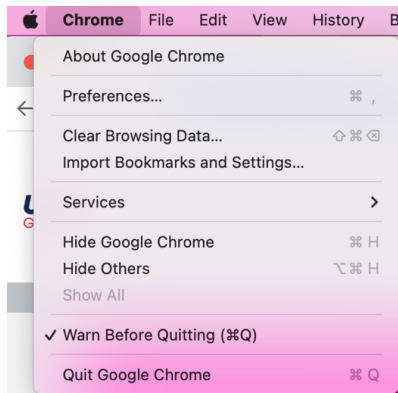 Chrome File Edit View History B
About Google Chrome
Preferences... ⌘ ,
Clear Browsing Data... ⇧ ⌘ ⌫
Import Bookmarks and Settings...
Services
Hide Google Chrome ⌘ H
Hide Others ⌥ ⌘ H
Show All
✓ Warn Before Quitting (⌘Q)
Quit Google Chrome ⌘ Q